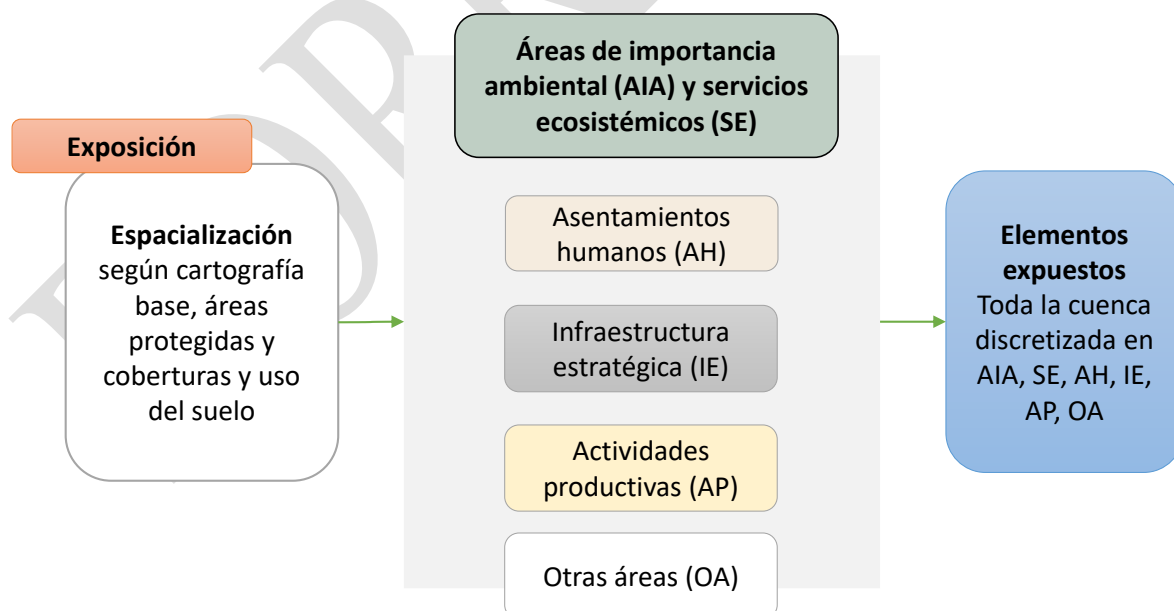 Áreas de importancia
ambiental (AIA) y servicios
ecosistémicos (SE)
Exposición
Espacialización
según cartografía
base, áreas
protegidas y
coberturas y uso
del suelo
Asentamientos
humanos (AH)
Infraestructura
estratégica (IE)
Actividades
productivas (AP)
Otras áreas (OA)
Elementos
expuestos
Toda la cuenca
discretizada en
AIA, SE, AH, IE,
AP, OA